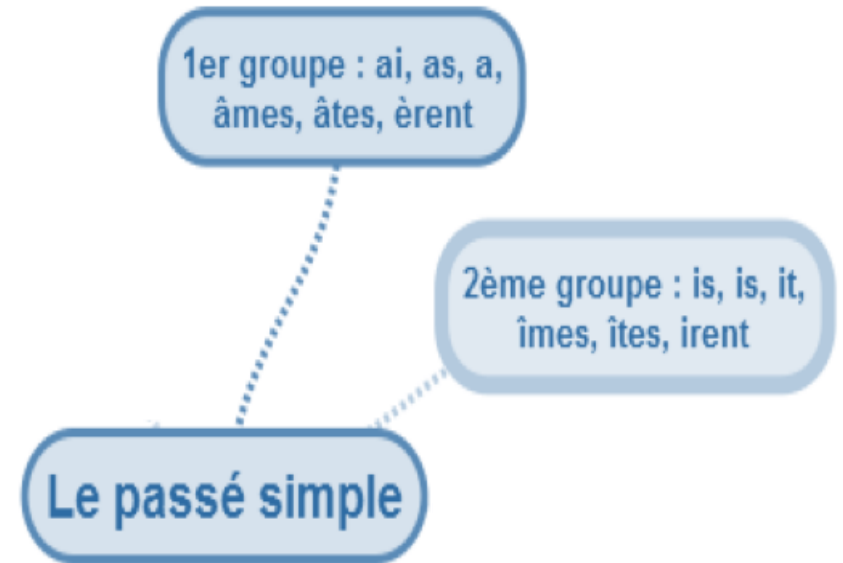 1er groupe : ai, as, a,
âmes, âtes, èrent
2ème groupe : is, is, it,
îmes, îtes, irent
Le passé simple